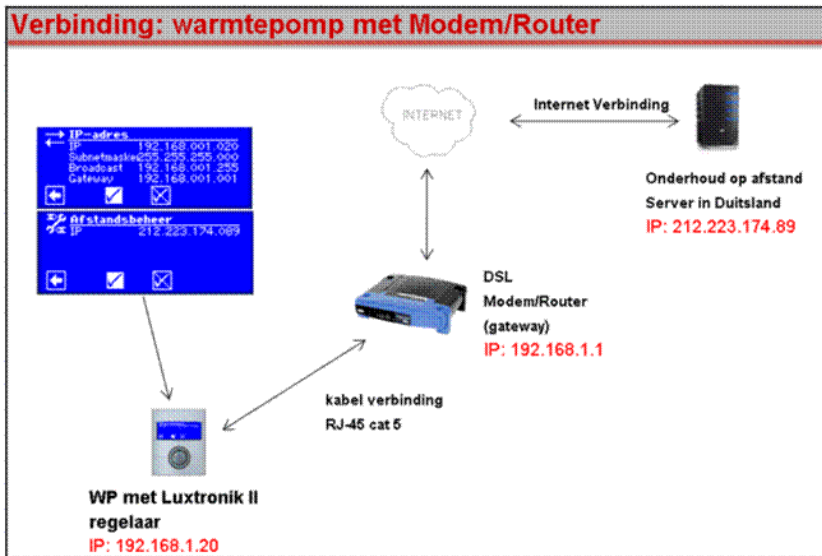 Verbinding: warmtepomp met Modem/Router
INTERNET
Internet Verbinding
IP-adres
IP 192.168.001.020
Subnetmasker 255.255.255.000
Broadcast 192.168.001.255
Gateway 192.168.001.001
Afstandsbeheer
IP 212.223.174.089
Onderhoud op afstand
Server in Duitsland
IP: 212.223.174.89
DSL
Modem/Router
(gateway)
IP: 192.168.1.1
kabel verbinding
RJ-45 cat 5
WP met Luxtronik II
regelaar
IP: 192.168.1.20